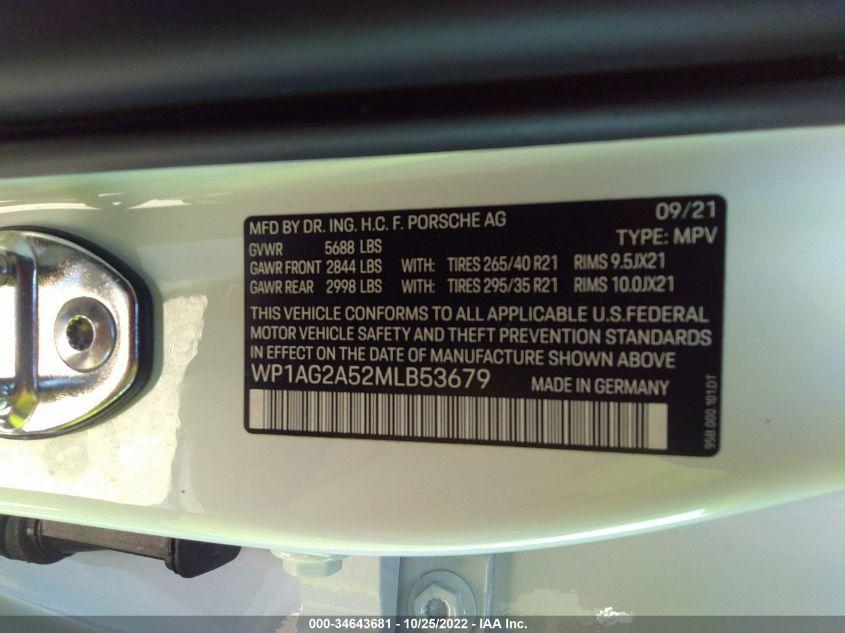 MFD BY DR. ING. H.C. F. PORSCHE AG 09/21
TYPE: MPV
GVWR 5688 LBS
GAWR FRONT 2844 LBS WITH: TIRES 265/40 R21 RIMS 9.5JX21
GAWR REAR 2998 LBS WITH: TIRES 295/35 R21 RIMS 10.0JX21
THIS VEHICLE CONFORMS TO ALL APPLICABLE U.S.FEDERAL
MOTOR VEHICLE SAFETY AND THEFT PREVENTION STANDARDS
IN EFFECT ON THE DATE OF MANUFACTURE SHOWN ABOVE.
WP1AG2A52MLB53679 MADE IN GERMANY
95B 000 101.DT
000-34643681 - 10/25/2022 - IAA Inc.